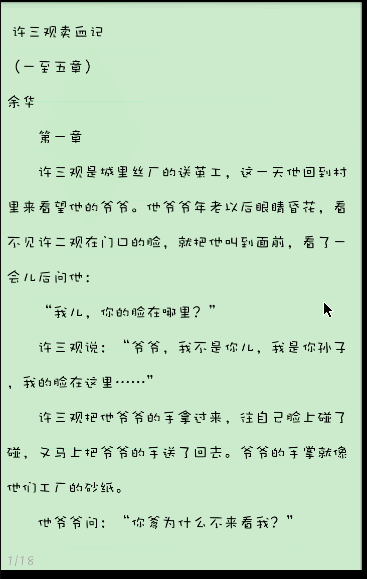 许三观卖血记
（一至五章）
余华
第一章
许三观是城里丝厂的送茧工，这一天他回到村
里来看望他的爷爷。他爷爷年老以后眼睛昏花，看
不见许三观在门口的脸，就把他叫到面前，看了一
会儿后问他：
“我儿，你的脸在哪里？”
许三观说：“爷爷，我不是你儿，我是你孙子
，我的脸在这里……”
许三观把他爷爷的手拿过来，往自己脸上碰了
碰，又马上把爷爷的手送了回去。爷爷的手掌就像
他们工厂的砂纸。
他爷爷问：“你爹为什么不来看我？”
1/18